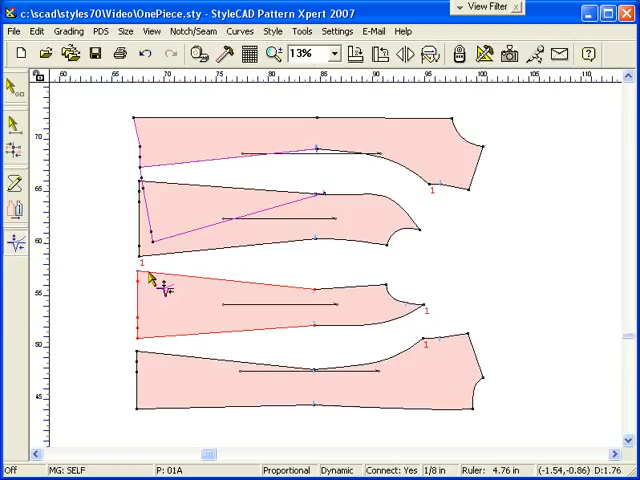 c:\scad\styles70\Video\OnePiece.sty - StyleCAD Pattern Xpert 2007
View Filter
File Grading PDS Size View Notch/Seam Curves Style Tools Settings E-Mail Help
13%
60 65 70 75 80 85 90 95 100 105 110
70
65
60
55
50
45
1
1
1
1
Off MG: SELF P: 01A Proportional Dynamic Connect: Yes 1/8 in Ruler: 4.76 in (-1.54,-0.86) D:1.76